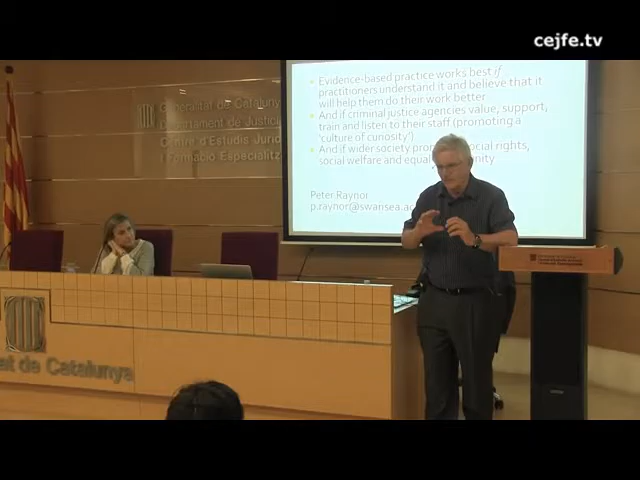 cejfe.tv
Evidence-based practice works best if
practitioners understand it and believe that it
will help them do their work better
And if criminal justice agencies value, support,
train and listen to their staff (promoting a
'culture of curiosity')
And if wider society social rights,
social welfare and equal
Peter Raynor
p.raynor@swansea.ac
Generalitat de Catalunya
Departament de Justícia
Centre d'Estudis Jurídics
i Formació Especialitz
at de Catalunya